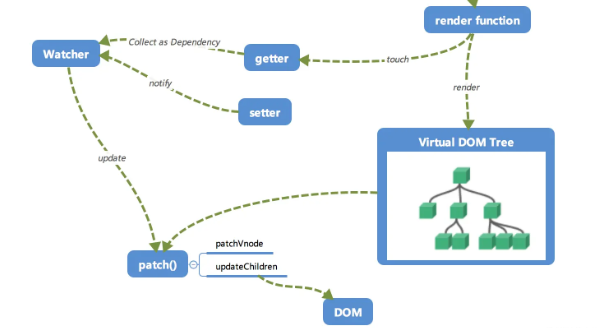 render function
Collect as Dependency
Watcher
getter
touch
notify
render
setter
Virtual DOM Tree
update
patchVnode
patch()
updateChildren
DOM